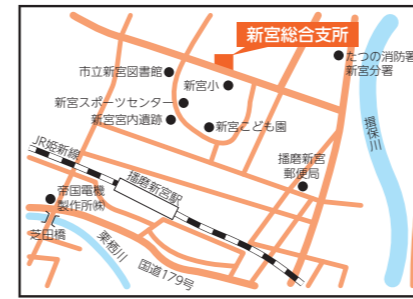 新宮総合支所
たつの消防署
新宮分署
市立新宮図書館
新宮小
新宮スポーツセンター
新宮宮内遺跡
新宮こども園
JR姫新線
播磨新宮駅
播磨新宮
郵便局
揖保川
帝国電機
製作所㈱
芝田橋
栗栖川
国道179号